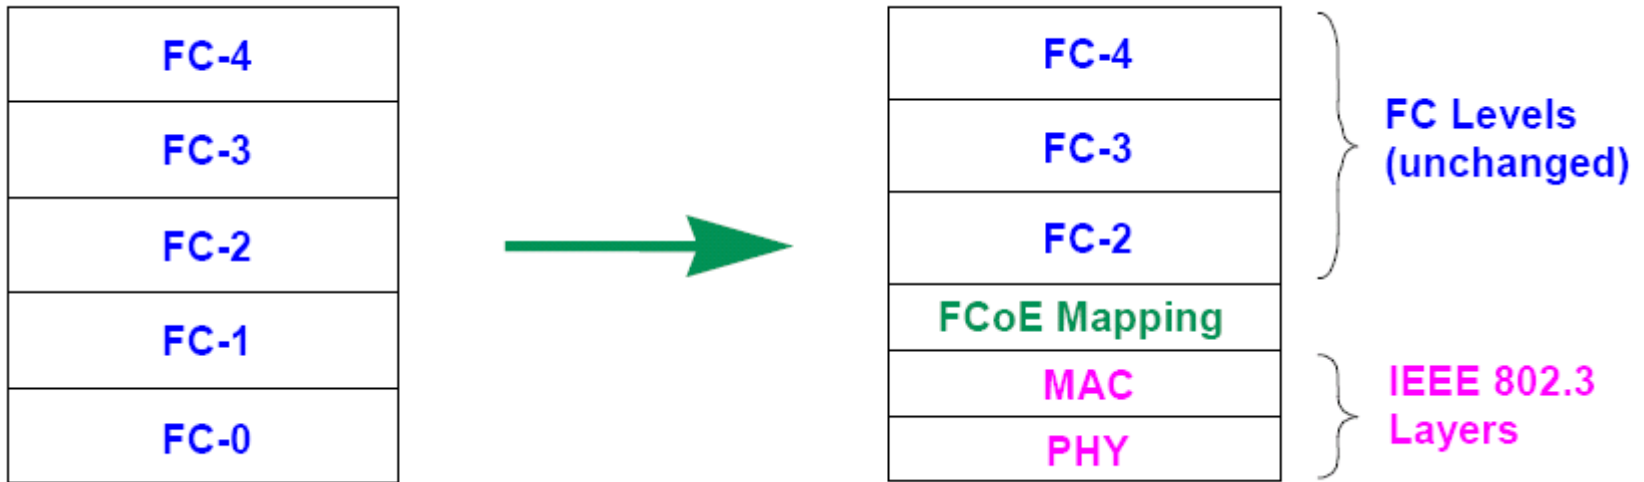 FC-4
FC-3
FC-2
FC-1
FC-0
FC-4
FC-3
FC-2
FCoE Mapping
MAC
PHY
FC Levels
(unchanged)
IEEE 802.3
Layers